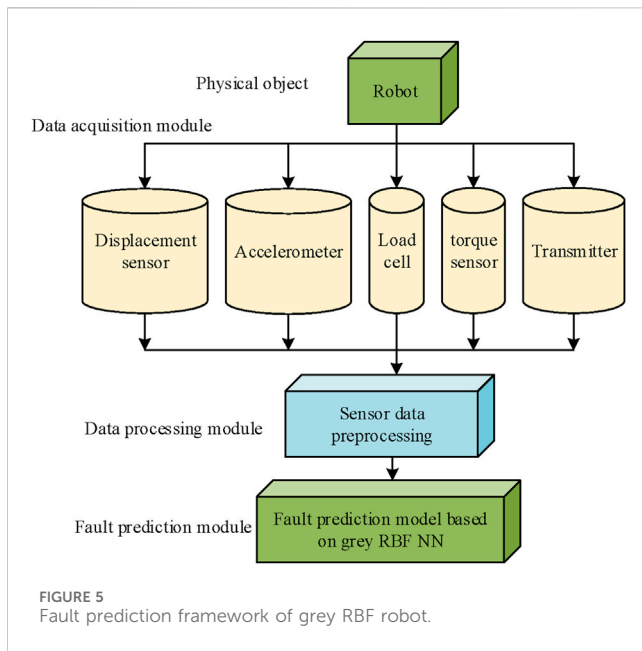 Physical object
Robot
Data acquisition module
Displacement
sensor
Accelerometer
Load
cell
torque
sensor
Transmitter
Data processing module
Sensor data
preprocessing
Fault prediction module
Fault prediction model based
on grey RBF NN
FIGURE 5
Fault prediction framework of grey RBF robot.